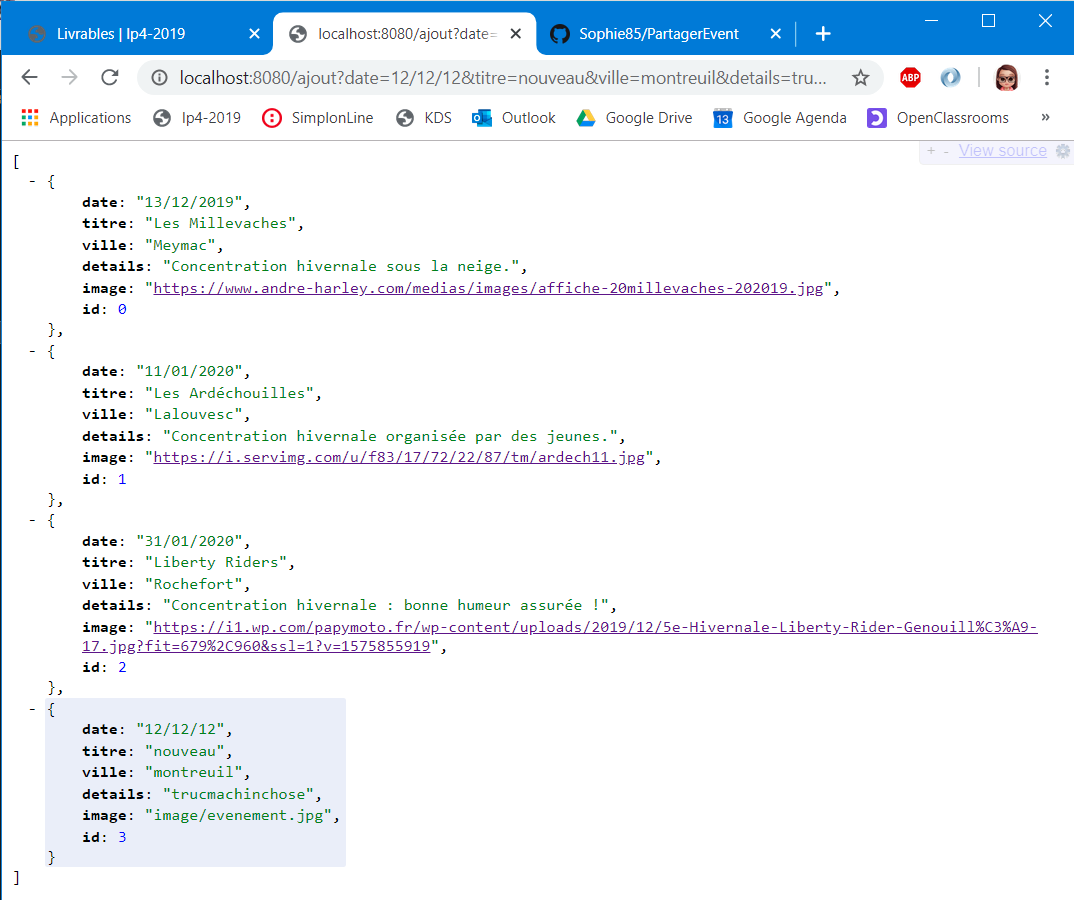 Livrables | Ip4-2019
localhost:8080/ajout?date=
Sophie85/PartagerEvent
localhost:8080/ajout?date=12/12/12&titre=nouveau&ville=montreuil&details=tru...
ABP
Applications
Ip4-2019
SimplonLine
KDS
Outlook
Google Drive
13
Google Agenda
OpenClassrooms
»
+ - View source
[
- {
date: "13/12/2019",
titre: "Les Millevaches",
ville: "Meymac",
details: "Concentration hivernale sous la neige.",
image: "https://www.andre-harley.com/medias/images/affiche-20millevaches-202019.jpg",
id: 0
},
- {
date: "11/01/2020",
titre: "Les Ardéchouilles",
ville: "Lalouvesc",
details: "Concentration hivernale organisée par des jeunes.",
image: "https://i.servimg.com/u/f83/17/72/22/87/tm/ardech11.jpg",
id: 1
},
- {
date: "31/01/2020",
titre: "Liberty Riders",
ville: "Rochefort",
details: "Concentration hivernale : bonne humeur assurée !",
image: "https://i1.wp.com/papymoto.fr/wp-content/uploads/2019/12/5e-Hivernale-Liberty-Rider-Genouill%C3%A9-
17.jpg?fit=679%2C960&ssl=1?v=1575855919",
id: 2
},
- {
date: "12/12/12",
titre: "nouveau",
ville: "montreuil",
details: "trucmachinchose",
image: "image/evenement.jpg",
id: 3
}
]